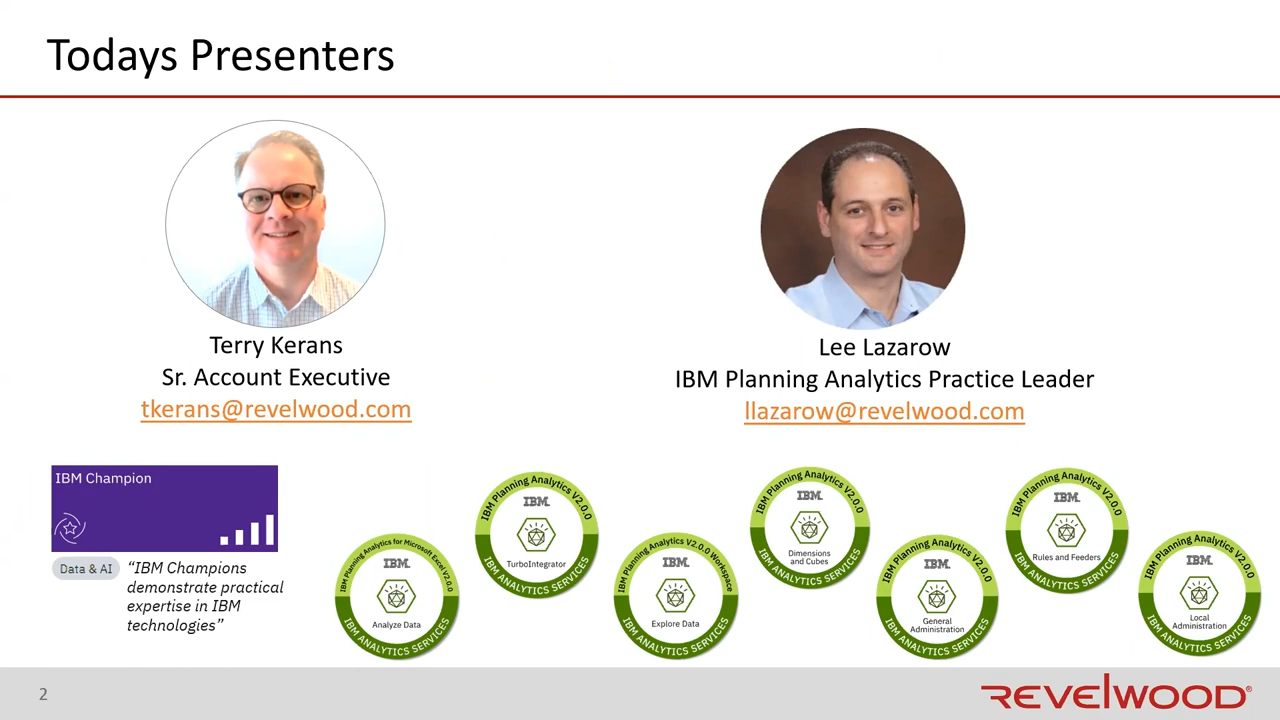 Todays Presenters
Terry Kerans
Sr. Account Executive
tkerans@revelwood.com
Lee Lazarow
IBM Planning Analytics Practice Leader
llazarow@revelwood.com
IBM Champion
Data & AI
“IBM Champions
demonstrate practical
expertise in IBM
technologies”
IBM Planning Analytics for Microsoft Excel V2.0.0
IBM
Analyze Data
IBM ANALYTICS SERVICES
IBM Planning Analytics V2.0.0
IBM
TurboIntegrator
IBM ANALYTICS SERVICES
IBM Planning Analytics V2.0.0 Workspace
IBM
Explore Data
IBM ANALYTICS SERVICES
IBM Planning Analytics V2.0.0
IBM
Dimensions
and Cubes
IBM ANALYTICS SERVICES
IBM Planning Analytics V2.0.0
IBM
General
Administration
IBM ANALYTICS SERVICES
IBM Planning Analytics V2.0.0
IBM
Rules and Feeders
IBM ANALYTICS SERVICES
IBM Planning Analytics V2.0.0
IBM
Local
Administration
IBM ANALYTICS SERVICES
2
REVELWOOD®